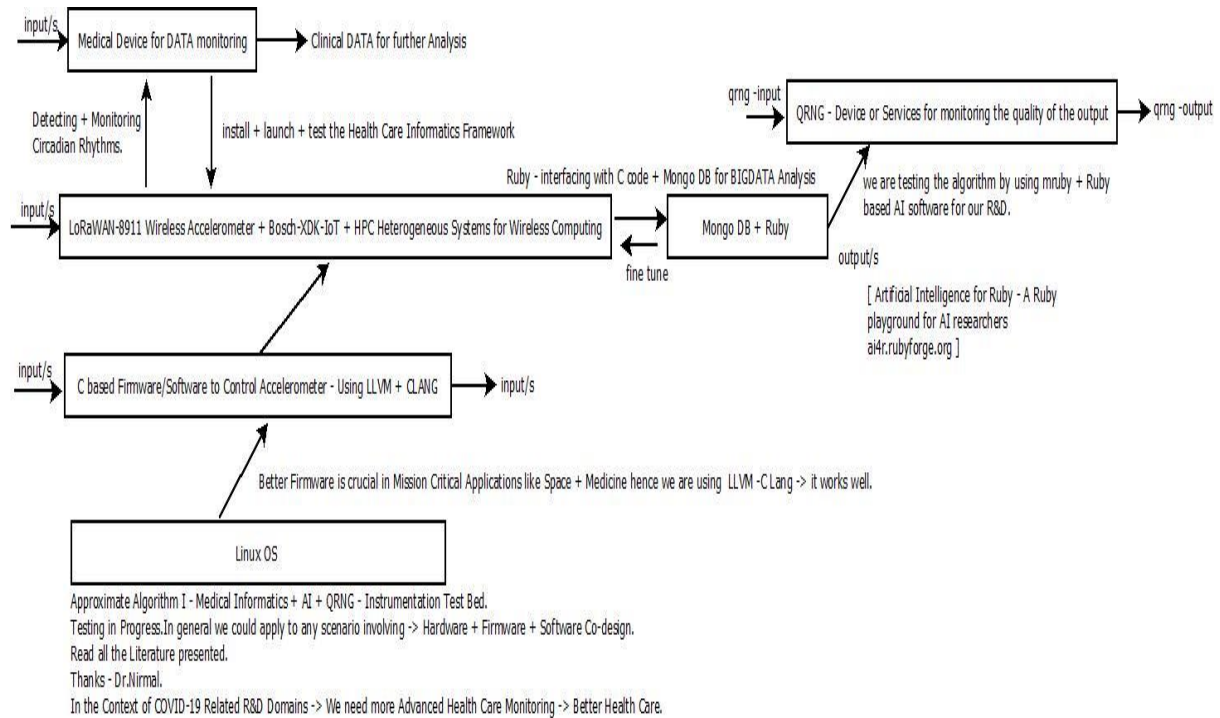 input/s
Medical Device for DATA monitoring
Clinical DATA for further Analysis
Detecting + Monitoring
Circadian Rhythms.
install + launch + test the Health Care Informatics Framework
qrng -input
QRNG - Device or Services for monitoring the quality of the output
qrng -output
Ruby - interfacing with C code + Mongo DB for BIGDATA Analysis
we are testing the algorithm by using mruby + Ruby
based AI software for our R&D.
input/s
LoRaWAN-8911 Wireless Accelerometer + Bosch-XDK-IoT + HPC Heterogeneous Systems for Wireless Computing
Mongo DB + Ruby
fine tune
output/s
[ Artificial Intelligence for Ruby - A Ruby
playground for AI researchers
ai4r.rubyforge.org ]
input/s
C based Firmware/Software to Control Accelerometer - Using LLVM + CLANG
input/s
Better Firmware is crucial in Mission Critical Applications like Space + Medicine hence we are using LLVM -C Lang -> it works well.
Linux OS
Approximate Algorithm I - Medical Informatics + AI + QRNG - Instrumentation Test Bed.
Testing in Progress.In general we could apply to any scenario involving -> Hardware + Firmware + Software Co-design.
Read all the Literature presented.
Thanks - Dr.Nirmal.
In the Context of COVID-19 Related R&D Domains -> We need more Advanced Health Care Monitoring -> Better Health Care.